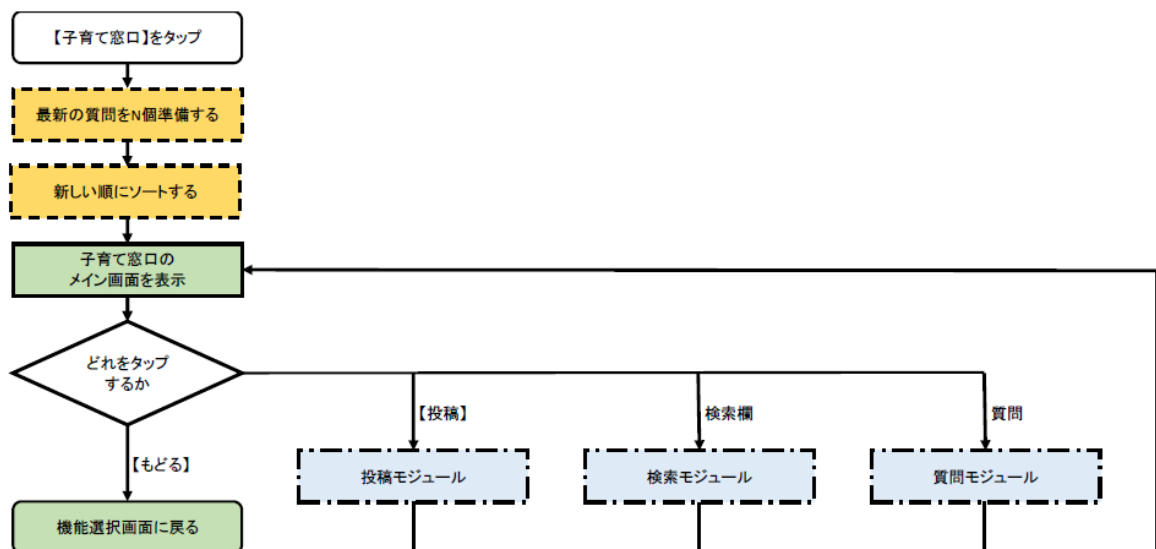 【子育て窓口】をタップ
最新の質問をN個準備する
新しい順にソートする
子育て窓口の
メイン画面を表示
どれをタップ
するか
【投稿】
検索欄
質問
【もどる】
投稿モジュール
検索モジュール
質問モジュール
機能選択画面に戻る